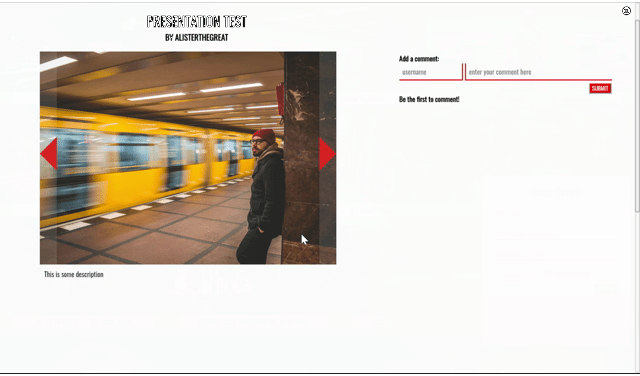 PRESENTATION TEST
BY ALISTERTHEGREAT
Add a comment:
username
enter your comment here
SUBMIT
Be the first to comment!
This is some description